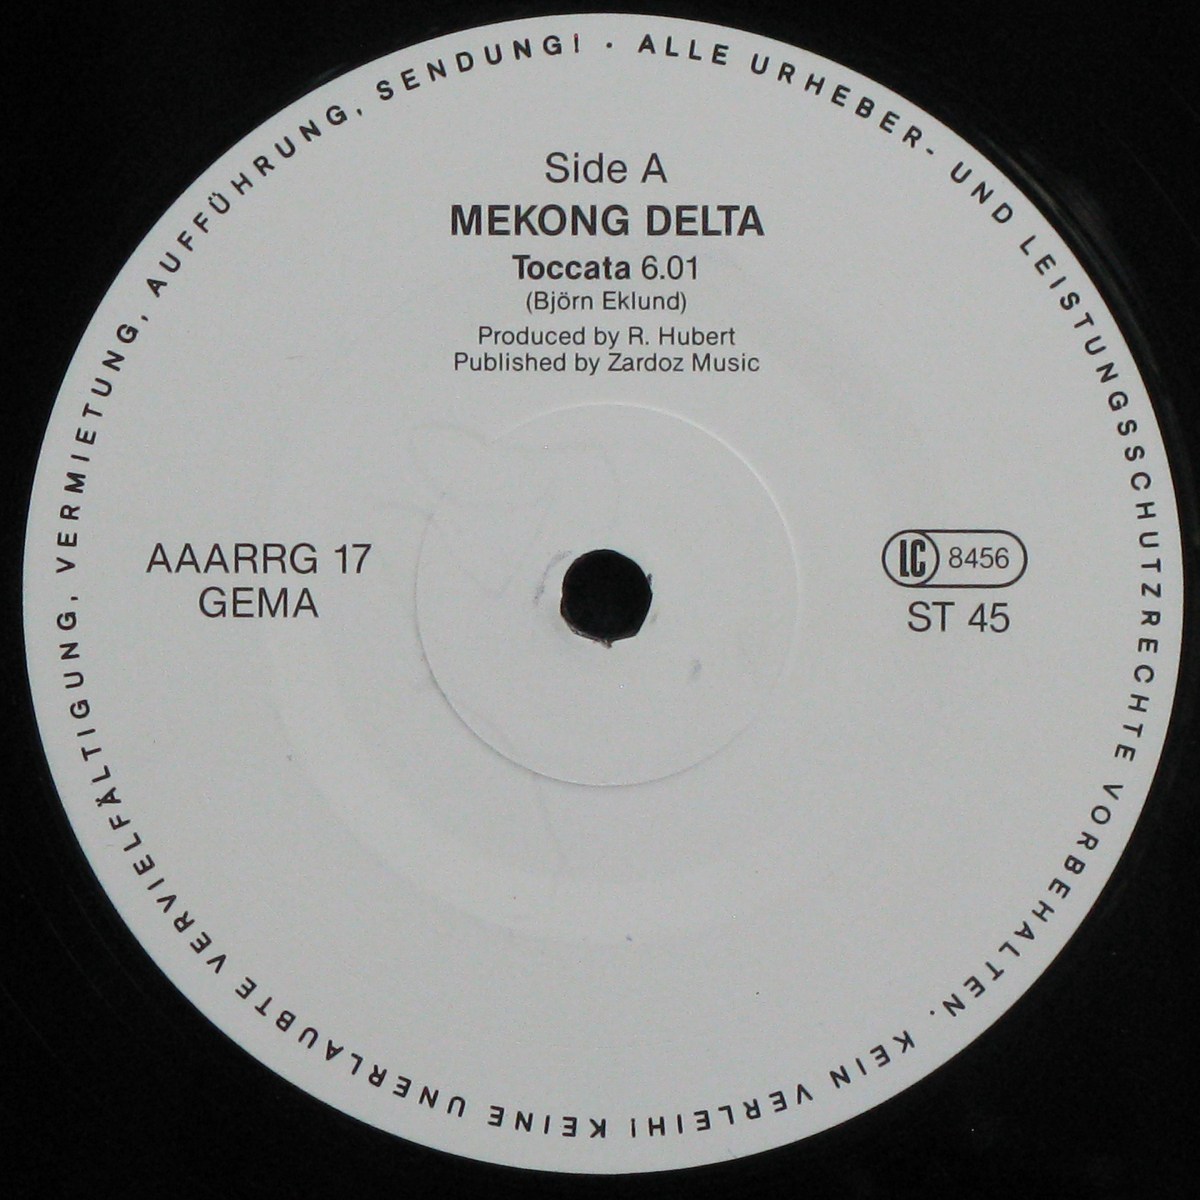 Side A
MEKONG DELTA
Toccata 6.01
(Björn Eklund)
Produced by R. Hubert
Published by Zardoz Music
AAARRG 17
GEMA
LC 8456
ST 45
· ALLE URHEBER- UND LEISTUNGSSCHUTZRECHTE VORBEHALTEN. KEIN VERLEIH! KEINE UNERLAUBTE VERVIELFÄLTIGUNG, VERMIETUNG, AUFFÜHRUNG, SENDUNG!